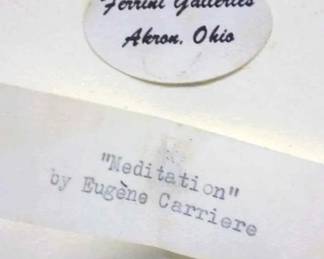 Ferrini Galleries
Akron, Ohio
"Meditation"
by Eugène Carriere